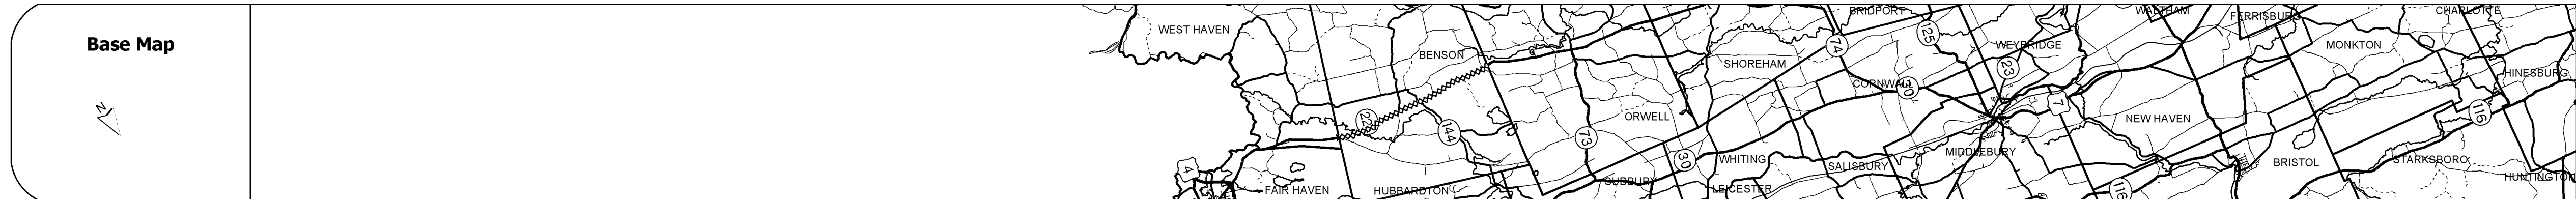 Base Map
N
WEST HAVEN
BENSON
22
144
4
FAIR HAVEN
HUBBARDTON
73
ORWELL
SUDBURY
30
SHOREHAM
WHITING
LEICESTER
BRIDPORT
74
125
CORNWALL
30
SALISBURY
WEYBRIDGE
23
7
MIDDLEBURY
WALTHAM
FERRISBURG
NEW HAVEN
116
BRISTOL
MONKTON
CHARLOTTE
HINESBURG
116
STARKSBORO
HUNTINGTON